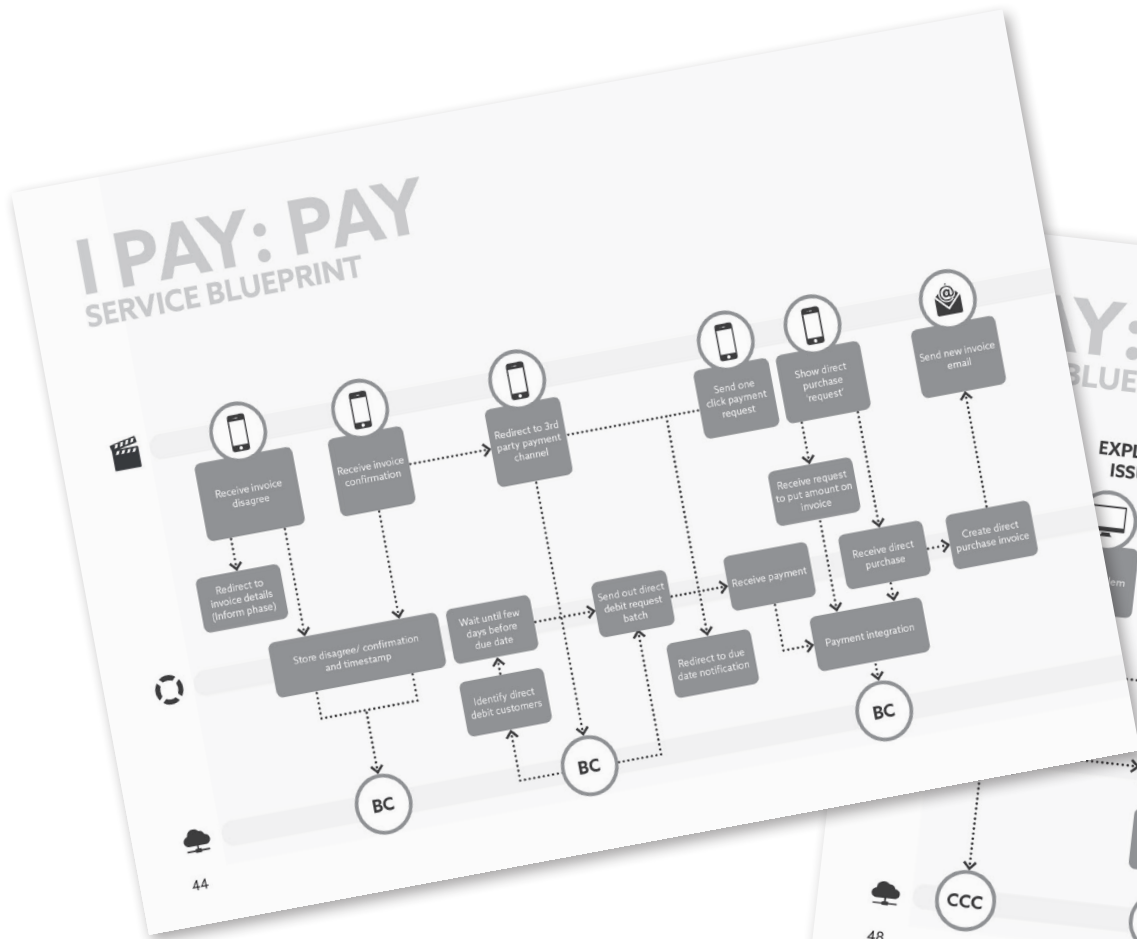 I PAY: PAY
SERVICE BLUEPRINT
Receive invoice
disagree
Receive invoice
confirmation
Redirect to 3rd
party payment
channel
Send one
click payment
request
Show direct
purchase
'request'
Send new invoice
email
Redirect to
invoice details
(Inform phase)
Store disagree/ confirmation
and timestamp
Wait until few
days before
due date
Identify direct
debit customers
Send out direct
debit request
batch
Receive payment
Redirect to due
date notification
Receive request
to put amount on
invoice
Receive direct
purchase
Create direct
purchase invoice
Payment integration
BC
BC
BC
44
AY:
BLUE
EXPL
ISSU
lem
CCC
48